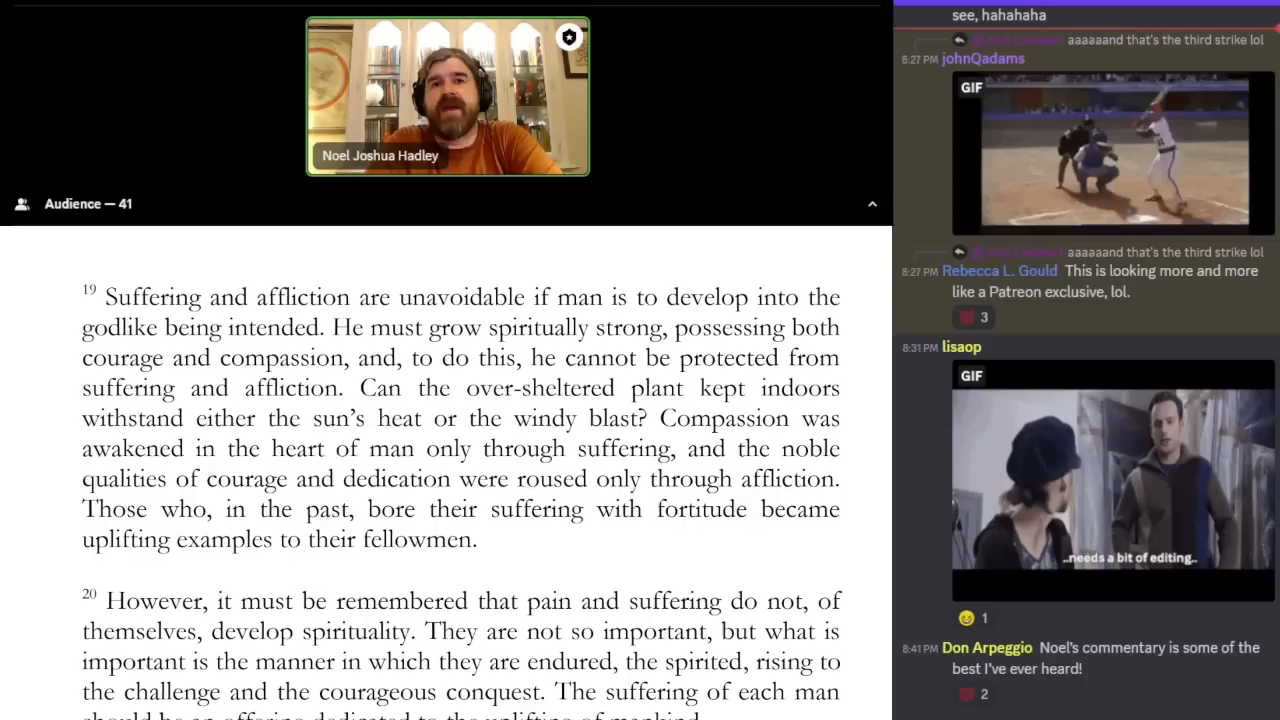 Noel Joshua Hadley
Audience — 41
19 Suffering and affliction are unavoidable if man is to develop into the
godlike being intended. He must grow spiritually strong, possessing both
courage and compassion, and, to do this, he cannot be protected from
suffering and affliction. Can the over-sheltered plant kept indoors
withstand either the sun’s heat or the windy blast? Compassion was
awakened in the heart of man only through suffering, and the noble
qualities of courage and dedication were roused only through affliction.
Those who, in the past, bore their suffering with fortitude became
uplifting examples to their fellowmen.
20 However, it must be remembered that pain and suffering do not, of
themselves, develop spirituality. They are not so important, but what is
important is the manner in which they are endured, the spirited, rising to
the challenge and the courageous conquest. The suffering of each man
should be an offering dedicated to the uplifting of mankind.
see, hahahaha
aaaaaand that's the third strike lol
8:27 PM johnQadams
GIF
aaaaaand that's the third strike lol
8:27 PM Rebecca L. Gould This is looking more and more
like a Patreon exclusive, lol.
3
8:31 PM lisaop
GIF
..needs a bit of editing..
1
8:41 PM Don Arpeggio Noel's commentary is some of the
best I've ever heard!
2